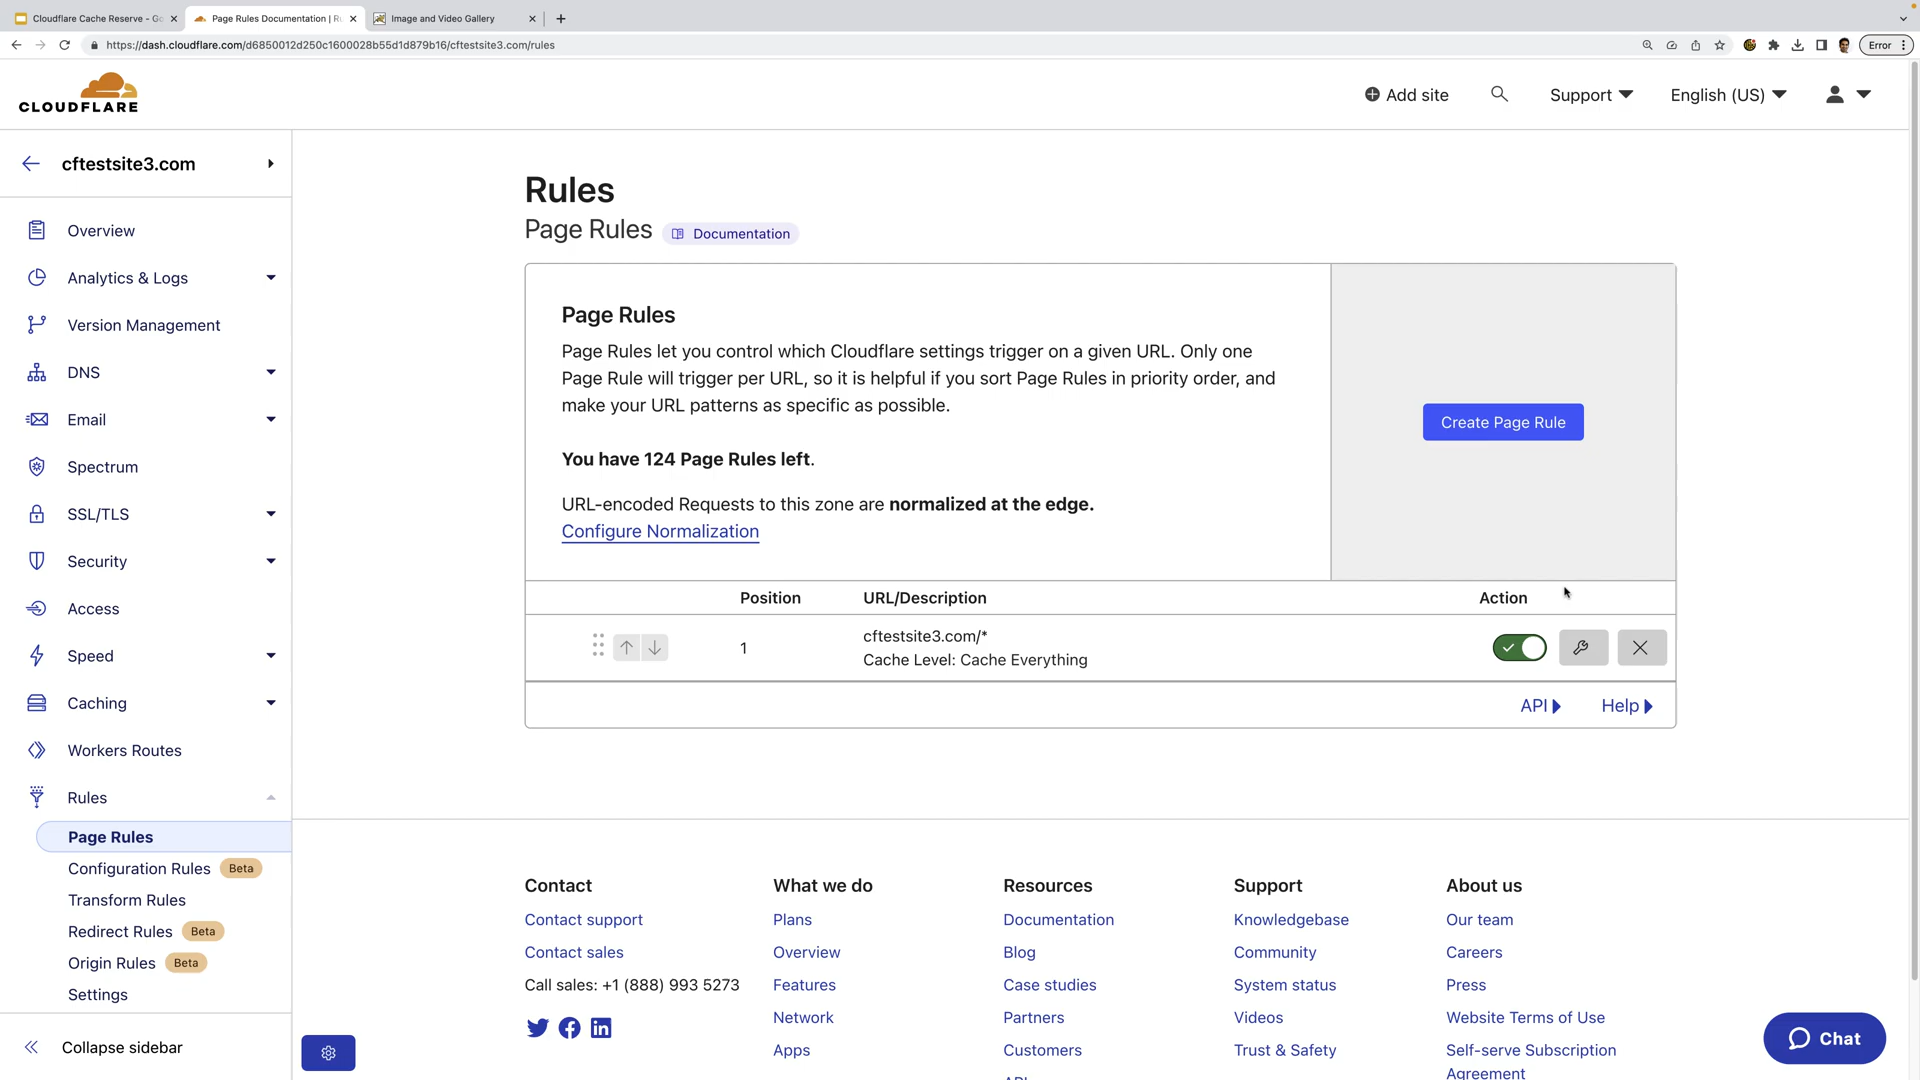 Cloudflare Cache Reserve - Go
Page Rules Documentation | Ru
Image and Video Gallery
https://dash.cloudflare.com/d6850012d250c1600028b55d1d879b16/cftestsite3.com/rules
Error
CLOUDFLARE
Add site
Support
English (US)
cftestsite3.com
Overview
Analytics & Logs
Version Management
DNS
Email
Spectrum
SSL/TLS
Security
Access
Speed
Caching
Workers Routes
Rules
Page Rules
Configuration Rules Beta
Transform Rules
Redirect Rules Beta
Origin Rules Beta
Settings
Collapse sidebar
Rules
Page Rules Documentation
Page Rules
Page Rules let you control which Cloudflare settings trigger on a given URL. Only one
Page Rule will trigger per URL, so it is helpful if you sort Page Rules in priority order, and
make your URL patterns as specific as possible.
You have 124 Page Rules left.
URL-encoded Requests to this zone are normalized at the edge.
Configure Normalization
Create Page Rule
Position URL/Description Action
1
cftestsite3.com/*
Cache Level: Cache Everything
API Help
Contact
Contact support
Contact sales
Call sales: +1 (888) 993 5273
What we do
Plans
Overview
Features
Network
Apps
Resources
Documentation
Blog
Case studies
Partners
Customers
API
Support
Knowledgebase
Community
System status
Videos
Trust & Safety
About us
Our team
Careers
Press
Website Terms of Use
Self-serve Subscription
Agreement
Chat